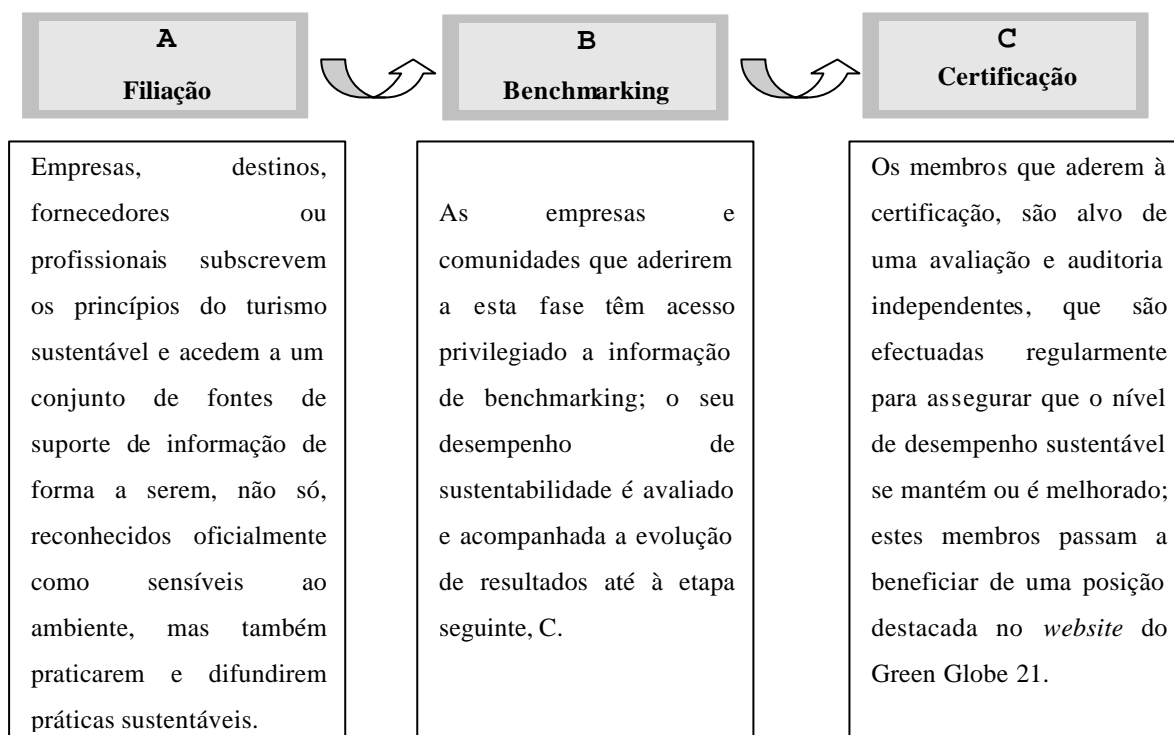 A
Filiação
B
Benchmarking
C
Certificação
Empresas, destinos,
fornecedores ou
profissionais subscrevem
os princípios do turismo
sustentável e acedem a um
conjunto de fontes de
suporte de informação de
forma a serem, não só,
reconhecidos oficialmente
como sensíveis ao
ambiente, mas também
praticarem e difundirem
práticas sustentáveis.
As empresas e
comunidades que aderirem
a esta fase têm acesso
privilegiado a informação
de benchmarking; o seu
desempenho de
sustentabilidade é avaliado
e acompanhada a evolução
de resultados até à etapa
seguinte, C.
Os membros que aderem à
certificação, são alvo de
uma avaliação e auditoria
independentes, que são
efectuadas regularmente
para assegurar que o nível
de desempenho sustentável
se mantém ou é melhorado;
estes membros passam a
beneficiar de uma posição
destacada no website do
Green Globe 21.